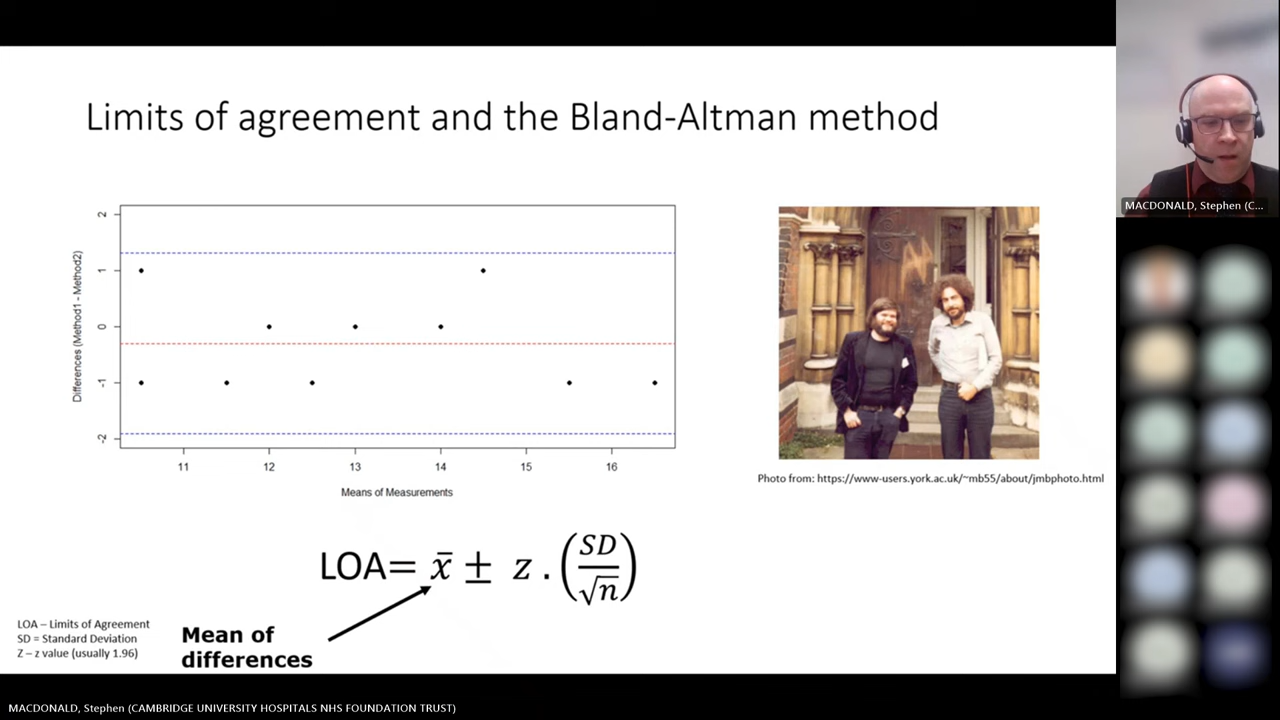 Limits of agreement and the Bland-Altman method
MACDONALD, Stephen (C...
Differences (Method1 - Method2)
2
1
0
-1
-2
11 12 13 14 15 16
Means of Measurements
Photo from: https://www-users.york.ac.uk/~mb55/about/jmbphoto.html
LOA= x̄ ± z . (SD/√n)
LOA – Limits of Agreement
SD = Standard Deviation
Z – z value (usually 1.96)
Mean of
differences
MACDONALD, Stephen (CAMBRIDGE UNIVERSITY HOSPITALS NHS FOUNDATION TRUST)